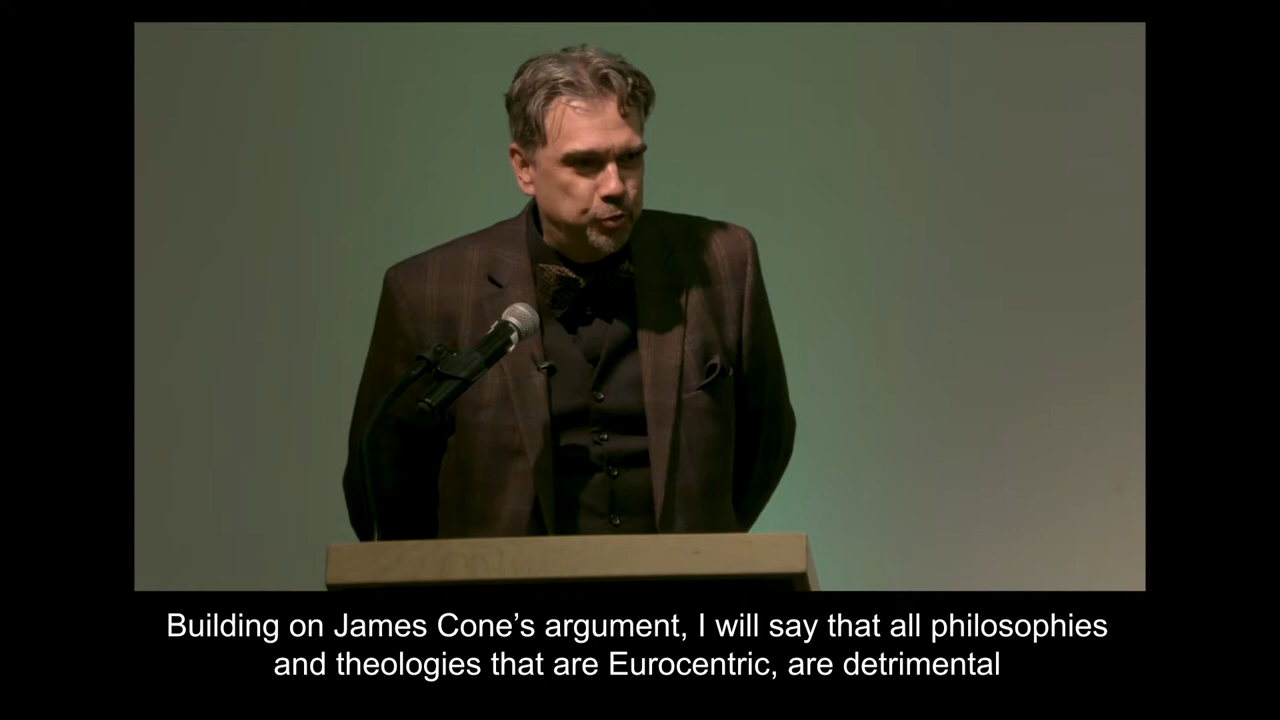 Building on James Cone’s argument, I will say that all philosophies
and theologies that are Eurocentric, are detrimental